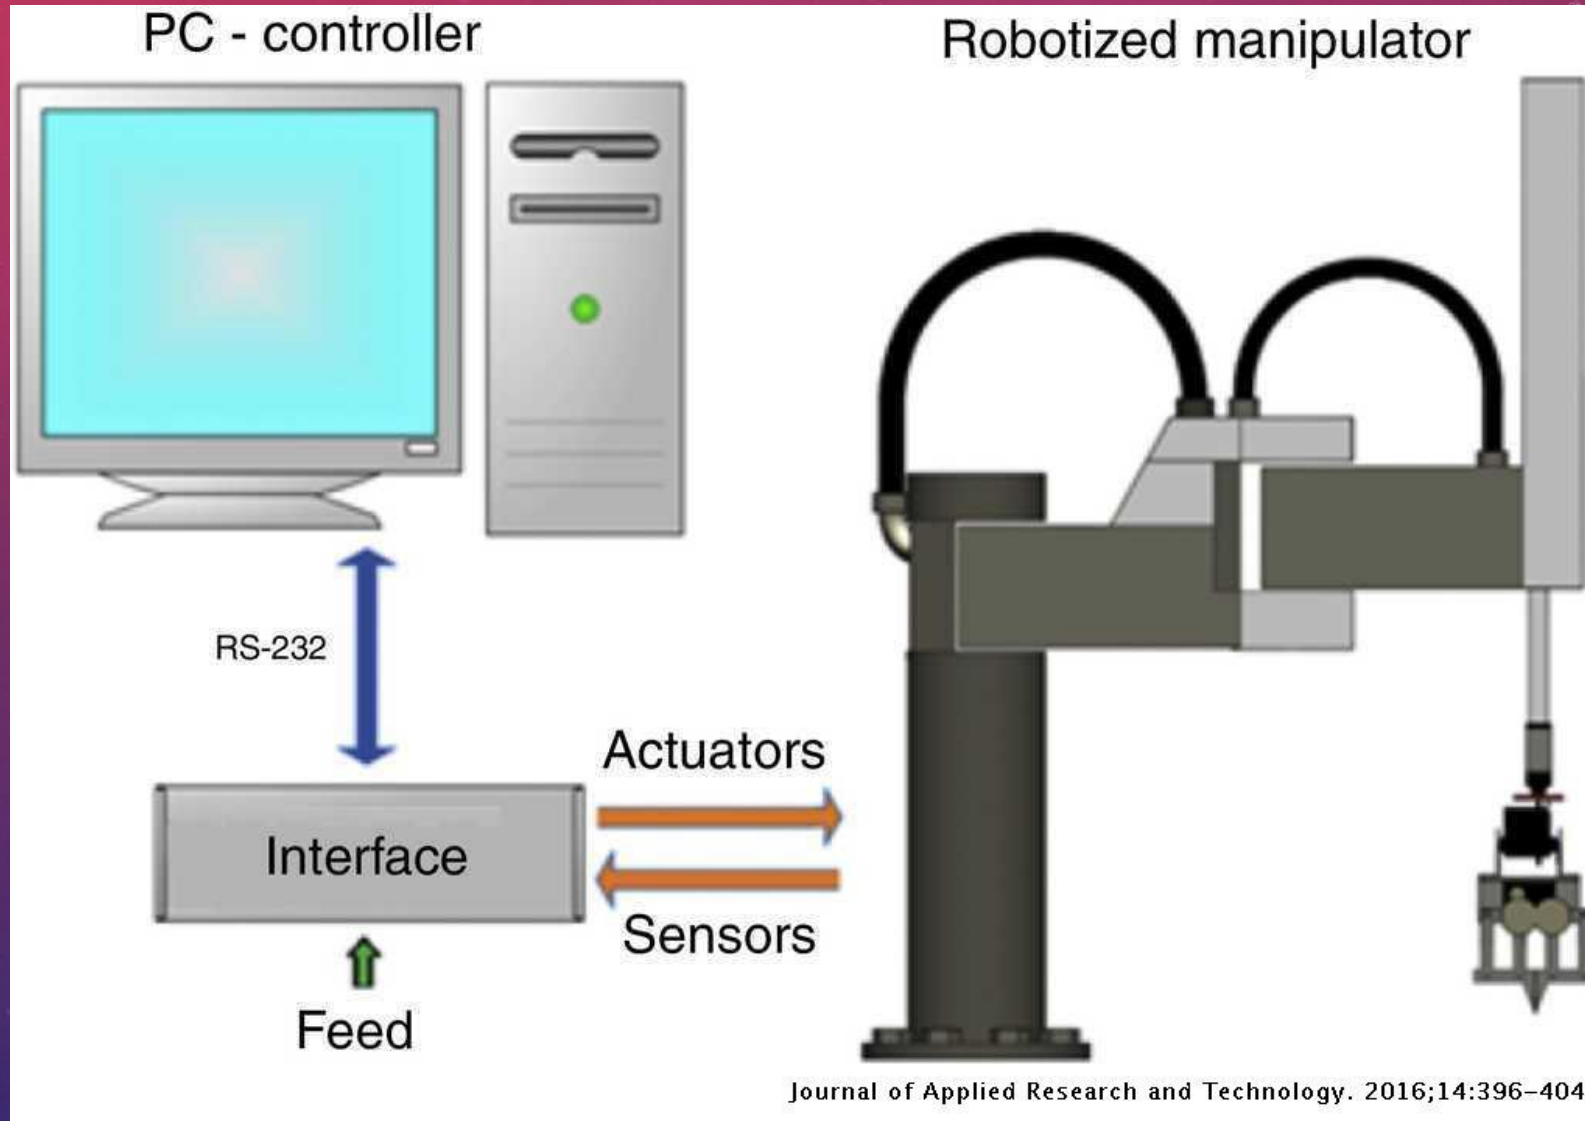 PC - controller
Robotized manipulator
RS-232
Actuators
Interface
Sensors
Feed
Journal of Applied Research and Technology. 2016;14:396–404